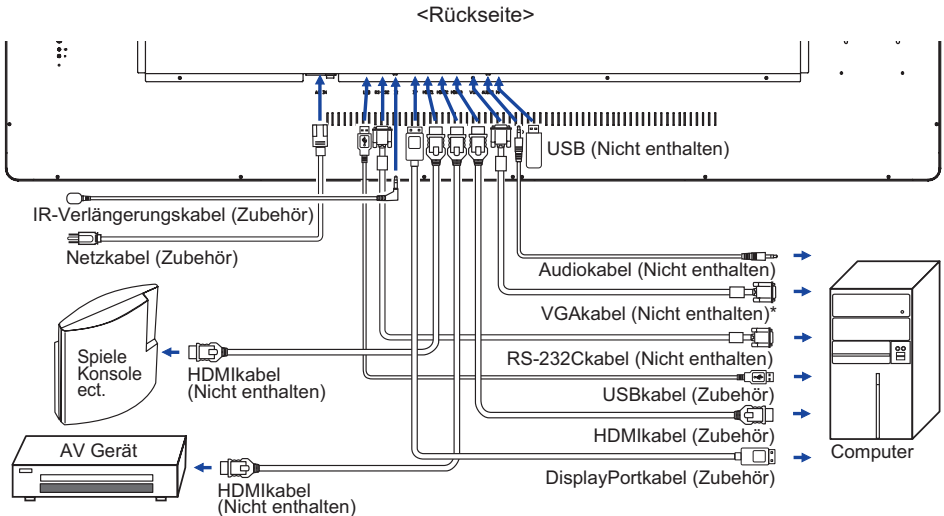 <Rückseite>
USB (Nicht enthalten)
IR-Verlängerungskabel (Zubehör)
Netzkabel (Zubehör)
Audiokabel (Nicht enthalten)
VGAkabel (Nicht enthalten)*
RS-232Ckabel (Nicht enthalten)
Spiele
Konsole
ect.
HDMIkabel
(Nicht enthalten)
USBkabel (Zubehör)
HDMIkabel (Zubehör)
Computer
AV Gerät
DisplayPortkabel (Zubehör)
HDMIkabel
(Nicht enthalten)